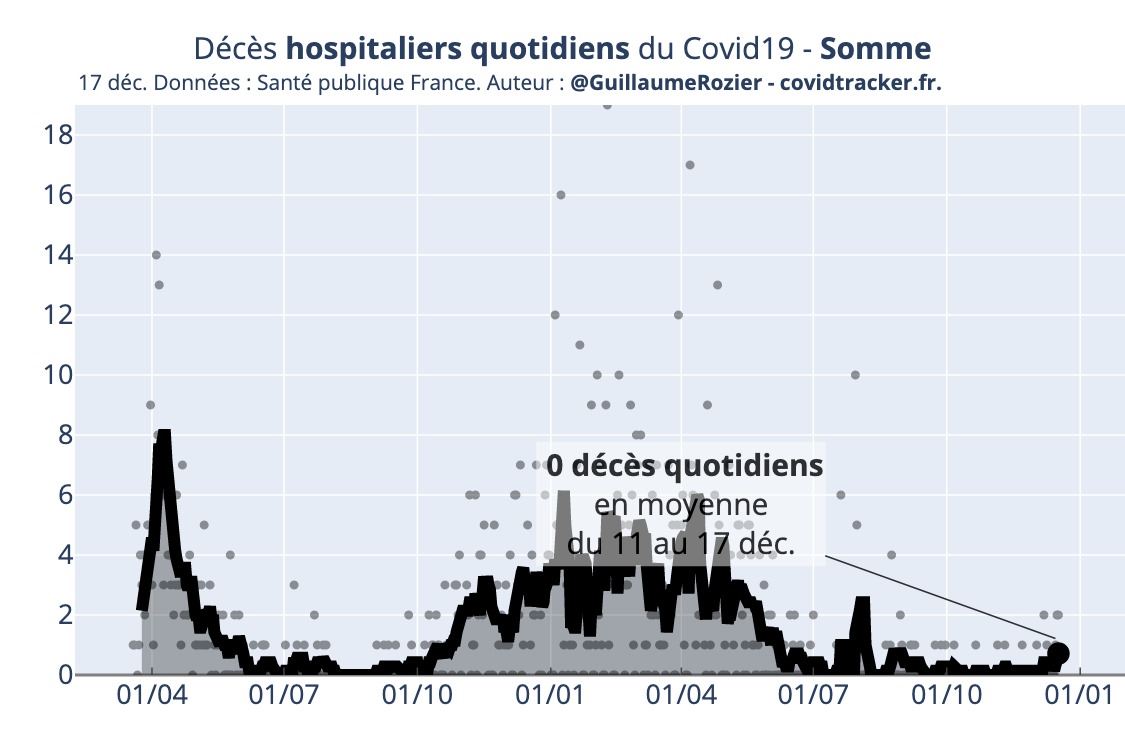 Décès hospitaliers quotidiens du Covid19 - Somme
17 déc. Données : Santé publique France. Auteur : @GuillaumeRozier - covidtracker.fr.
18
16
14
12
10
8
6
4
2
0
0 décès quotidiens
en moyenne
du 11 au 17 déc.
01/04 01/07 01/10 01/01 01/04 01/07 01/10 01/01